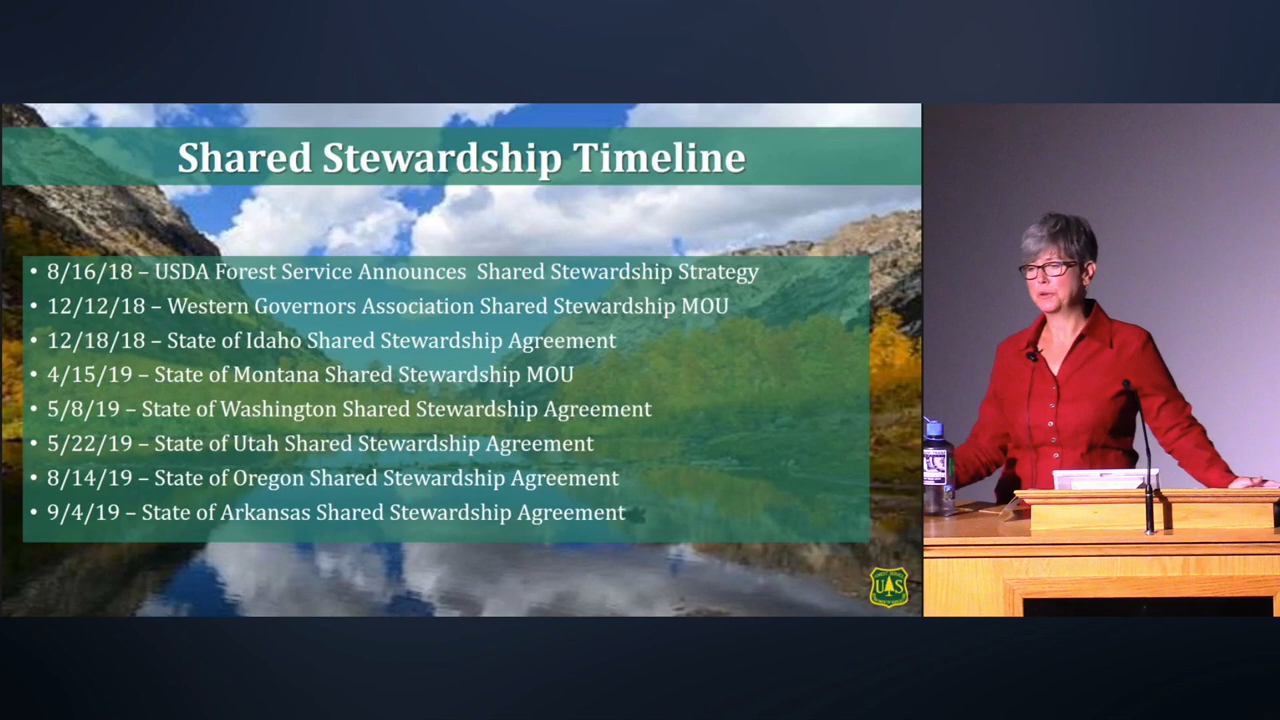 Shared Stewardship Timeline
• 8/16/18 – USDA Forest Service Announces  Shared Stewardship Strategy
• 12/12/18 – Western Governors Association Shared Stewardship MOU
• 12/18/18 – State of Idaho Shared Stewardship Agreement
• 4/15/19 – State of Montana Shared Stewardship MOU
• 5/8/19 – State of Washington Shared Stewardship Agreement
• 5/22/19 – State of Utah Shared Stewardship Agreement
• 8/14/19 – State of Oregon Shared Stewardship Agreement
• 9/4/19 – State of Arkansas Shared Stewardship Agreement
FOREST SERVICE
U S